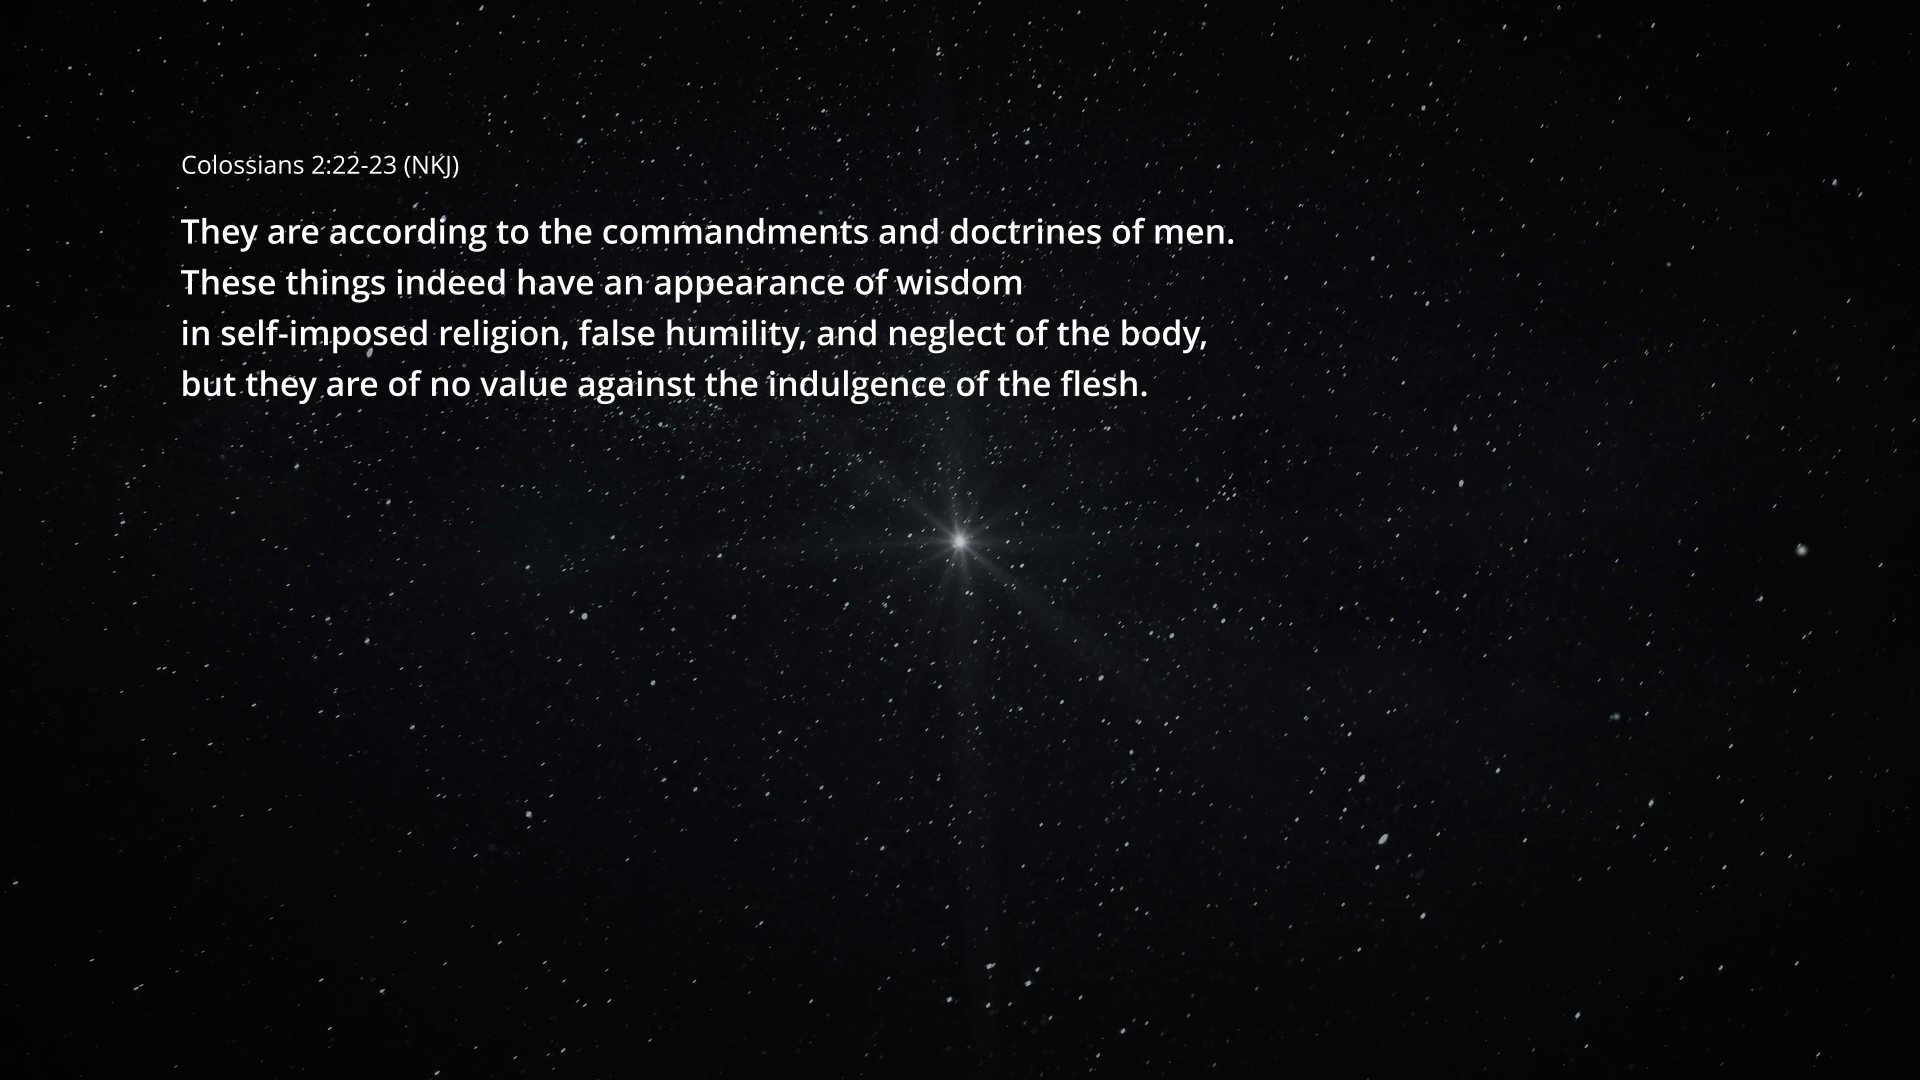 Colossians 2:22-23 (NKJ)
They are according to the commandments and doctrines of men.
These things indeed have an appearance of wisdom
in self-imposed religion, false humility, and neglect of the body,
but they are of no value against the indulgence of the flesh.